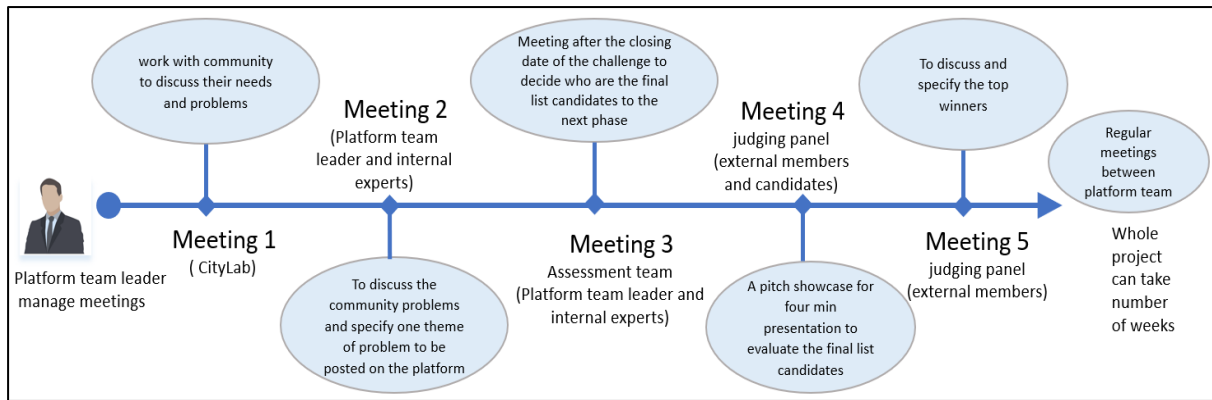 Platform team leader
manage meetings
work with community
to discuss their needs
and problems
Meeting 1
( CityLab)
Meeting 2
(Platform team
leader and internal
experts)
To discuss the
community problems
and specify one theme
of problem to be
posted on the platform
Meeting after the closing
date of the challenge to
decide who are the final
list candidates to the
next phase
Meeting 3
Assessment team
(Platform team leader and
internal experts)
Meeting 4
judging panel
(external members
and candidates)
A pitch showcase for
four min
presentation to
evaluate the final list
candidates
To discuss and
specify the top
winners
Meeting 5
judging panel
(external members)
Regular
meetings
between
platform team
Whole
project
can take
number
of weeks